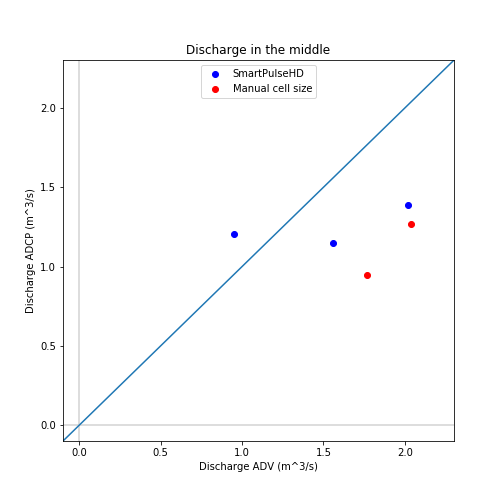 Discharge in the middle
SmartPulseHD
Manual cell size
Discharge ADCP (m^3/s)
2.0
1.5
1.0
0.5
0.0
0.0 0.5 1.0 1.5 2.0
Discharge ADV (m^3/s)